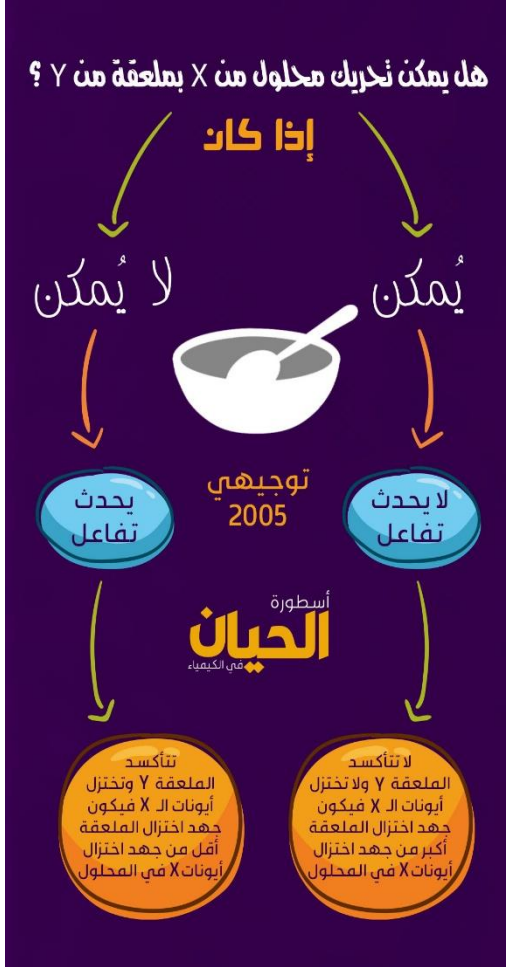 هل يمكن تحريك محلول من X بملعقة من Y ؟
إذا كان
يُمكن
لا يُمكن
لا يحدث
تفاعل
يحدث
تفاعل
توجيهي
2005
أسطورة
الحيان
في الكيمياء
لا تتأكسد
الملعقة Y ولا تختزل
أيونات الـ X فيكون
جهد اختزال الملعقة
أكبر من جهد اختزال
أيونات X في المحلول
تتأكسد
الملعقة Y وتختزل
أيونات الـ X فيكون
جهد اختزال الملعقة
أقل من جهد اختزال
أيونات X في المحلول